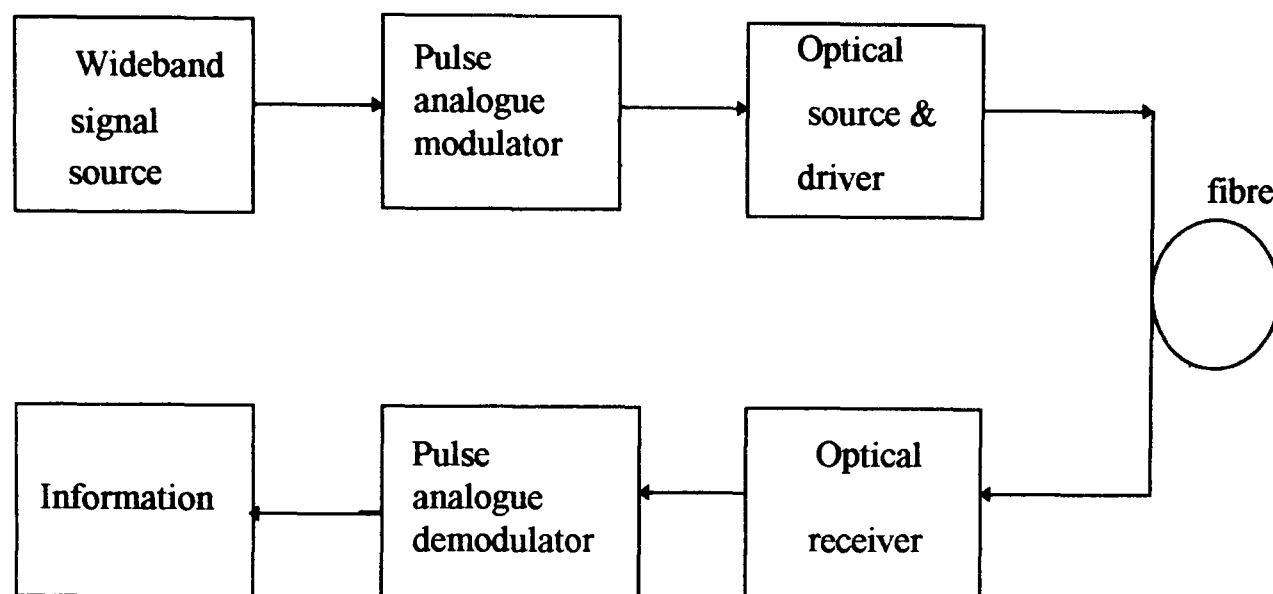 Wideband
signal
source
Pulse
analogue
modulator
Optical
source &
driver
fibre
Information
Pulse
analogue
demodulator
Optical
receiver